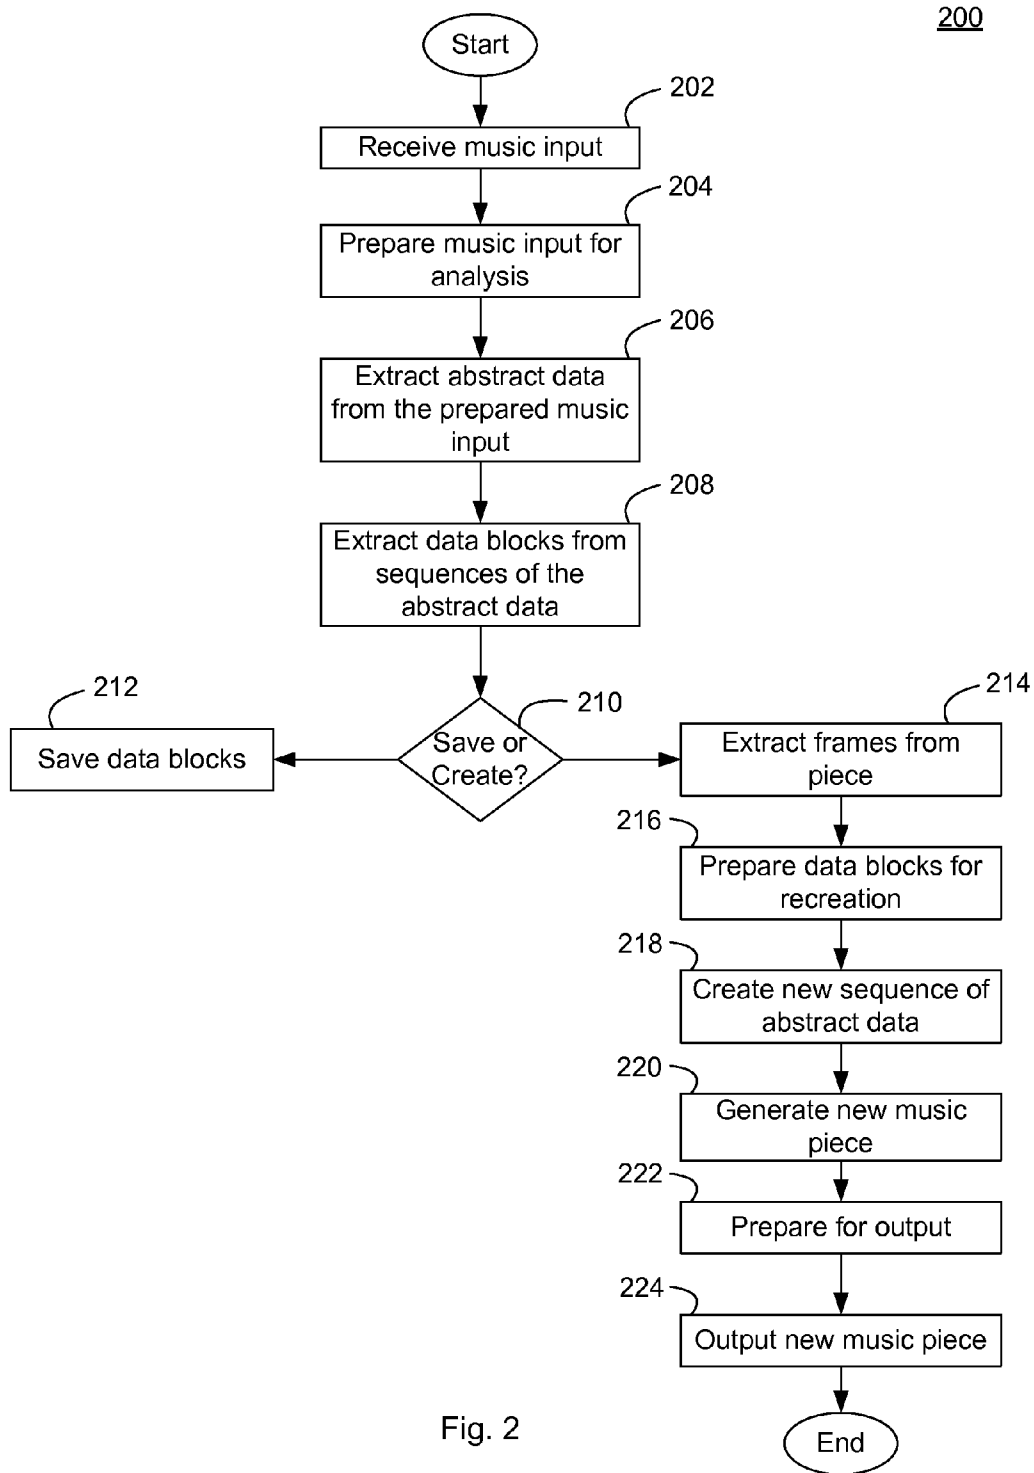 200
Start
202
Receive music input
204
Prepare music input for
analysis
206
Extract abstract data
from the prepared music
input
208
Extract data blocks from
sequences of the
abstract data
212
Save data blocks
210
Save or
Create?
214
Extract frames from
piece
216
Prepare data blocks for
recreation
218
Create new sequence of
abstract data
220
Generate new music
piece
222
Prepare for output
224
Output new music piece
End
Fig. 2